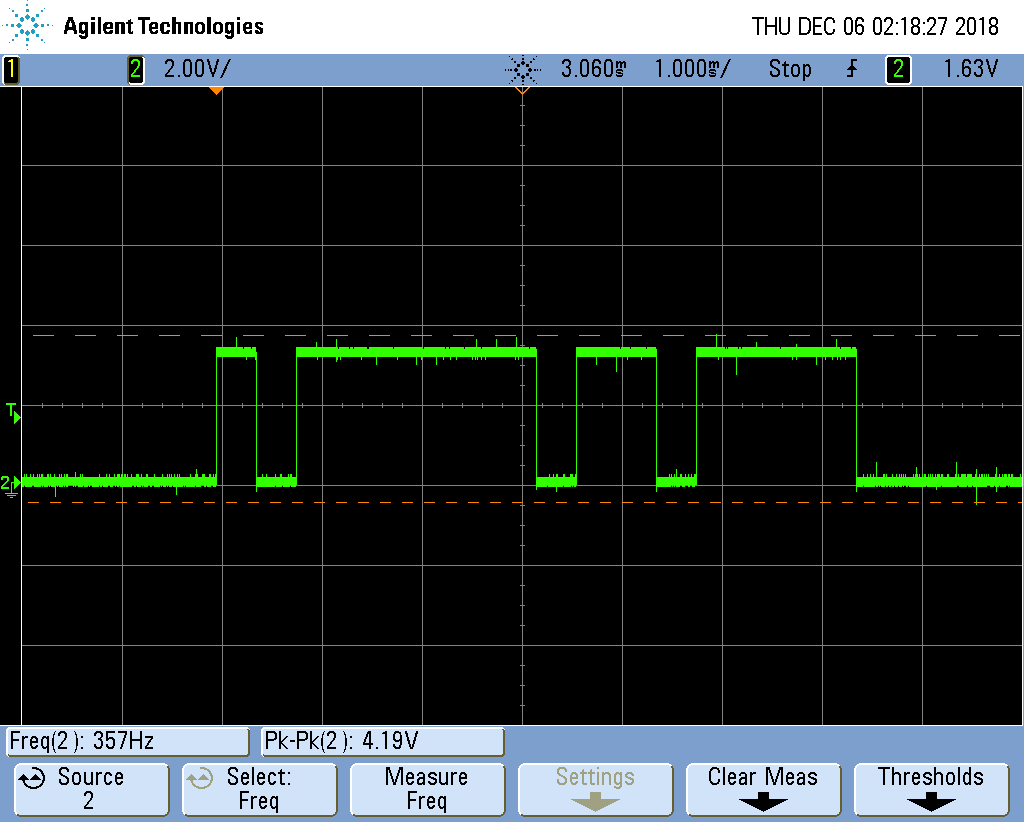 Agilent Technologies
THU DEC 06 02:18:27 2018
1 2 2.00V/ 3.060ms 1.000ms/ Stop 2 1.63V
T
2
Freq(2): 357Hz Pk-Pk(2): 4.19V
Source Select: Measure Settings Clear Meas Thresholds
2 Freq Freq